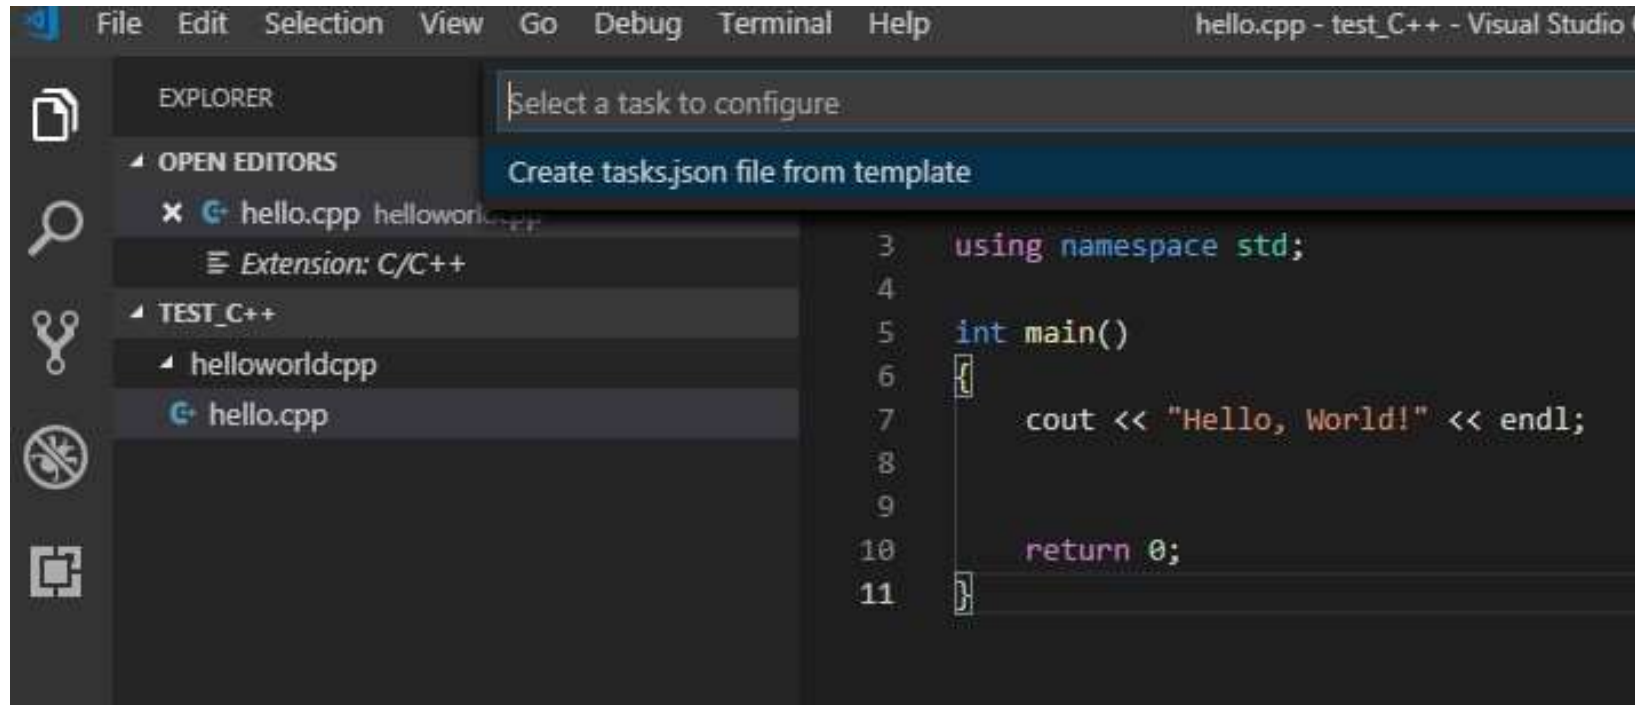 File Edit Selection View Go Debug Terminal Help hello.cpp - test_C++ - Visual Studio
EXPLORER
Select a task to configure
OPEN EDITORS
Create tasks.json file from template
hello.cpp
Extension: C/C++
TEST_C++
helloworldcpp
hello.cpp
3 using namespace std;
4
5 int main()
6 {
7 cout << "Hello, World!" << endl;
8
9
10 return 0;
11 }